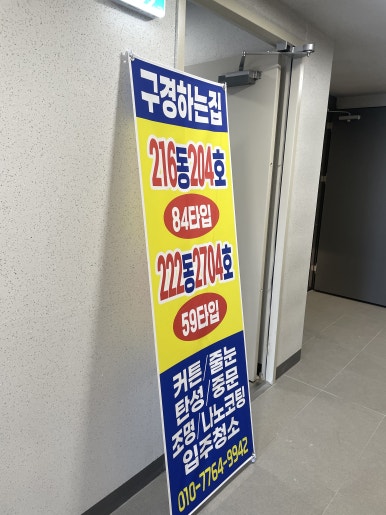 구경하는집
216동204호
84타입
222동2704호
59타입
커튼/줄눈
탄성/중문
조명/나노코팅
입주청소
010-7764-9942